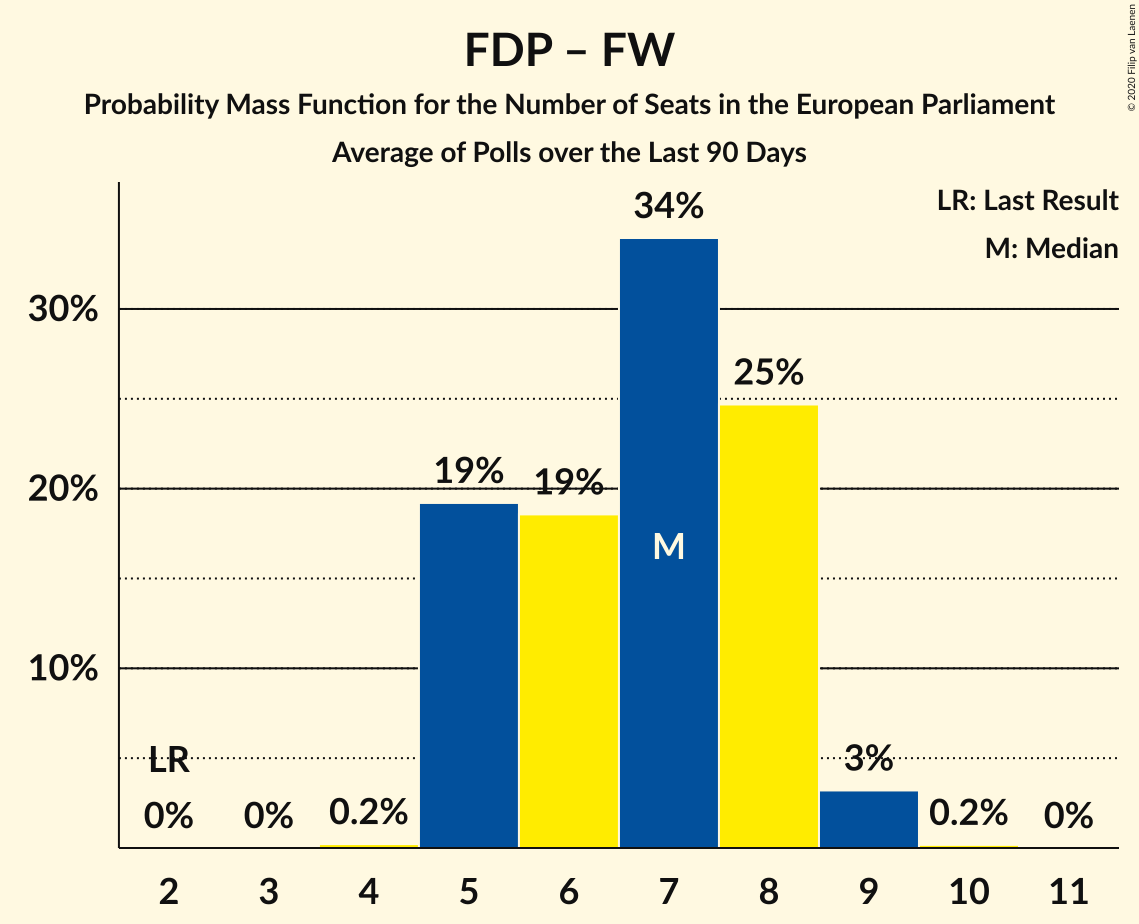 FDP – FW
Probability Mass Function for the Number of Seats in the European Parliament
Average of Polls over the Last 90 Days
© 2020 Filip van Laenen
LR: Last Result
M: Median
34%
30%
25%
19%
19%
20%
M
10%
LR
3%
0%
0%
0.2%
0.2%
0%
2 3 4 5 6 7 8 9 10 11